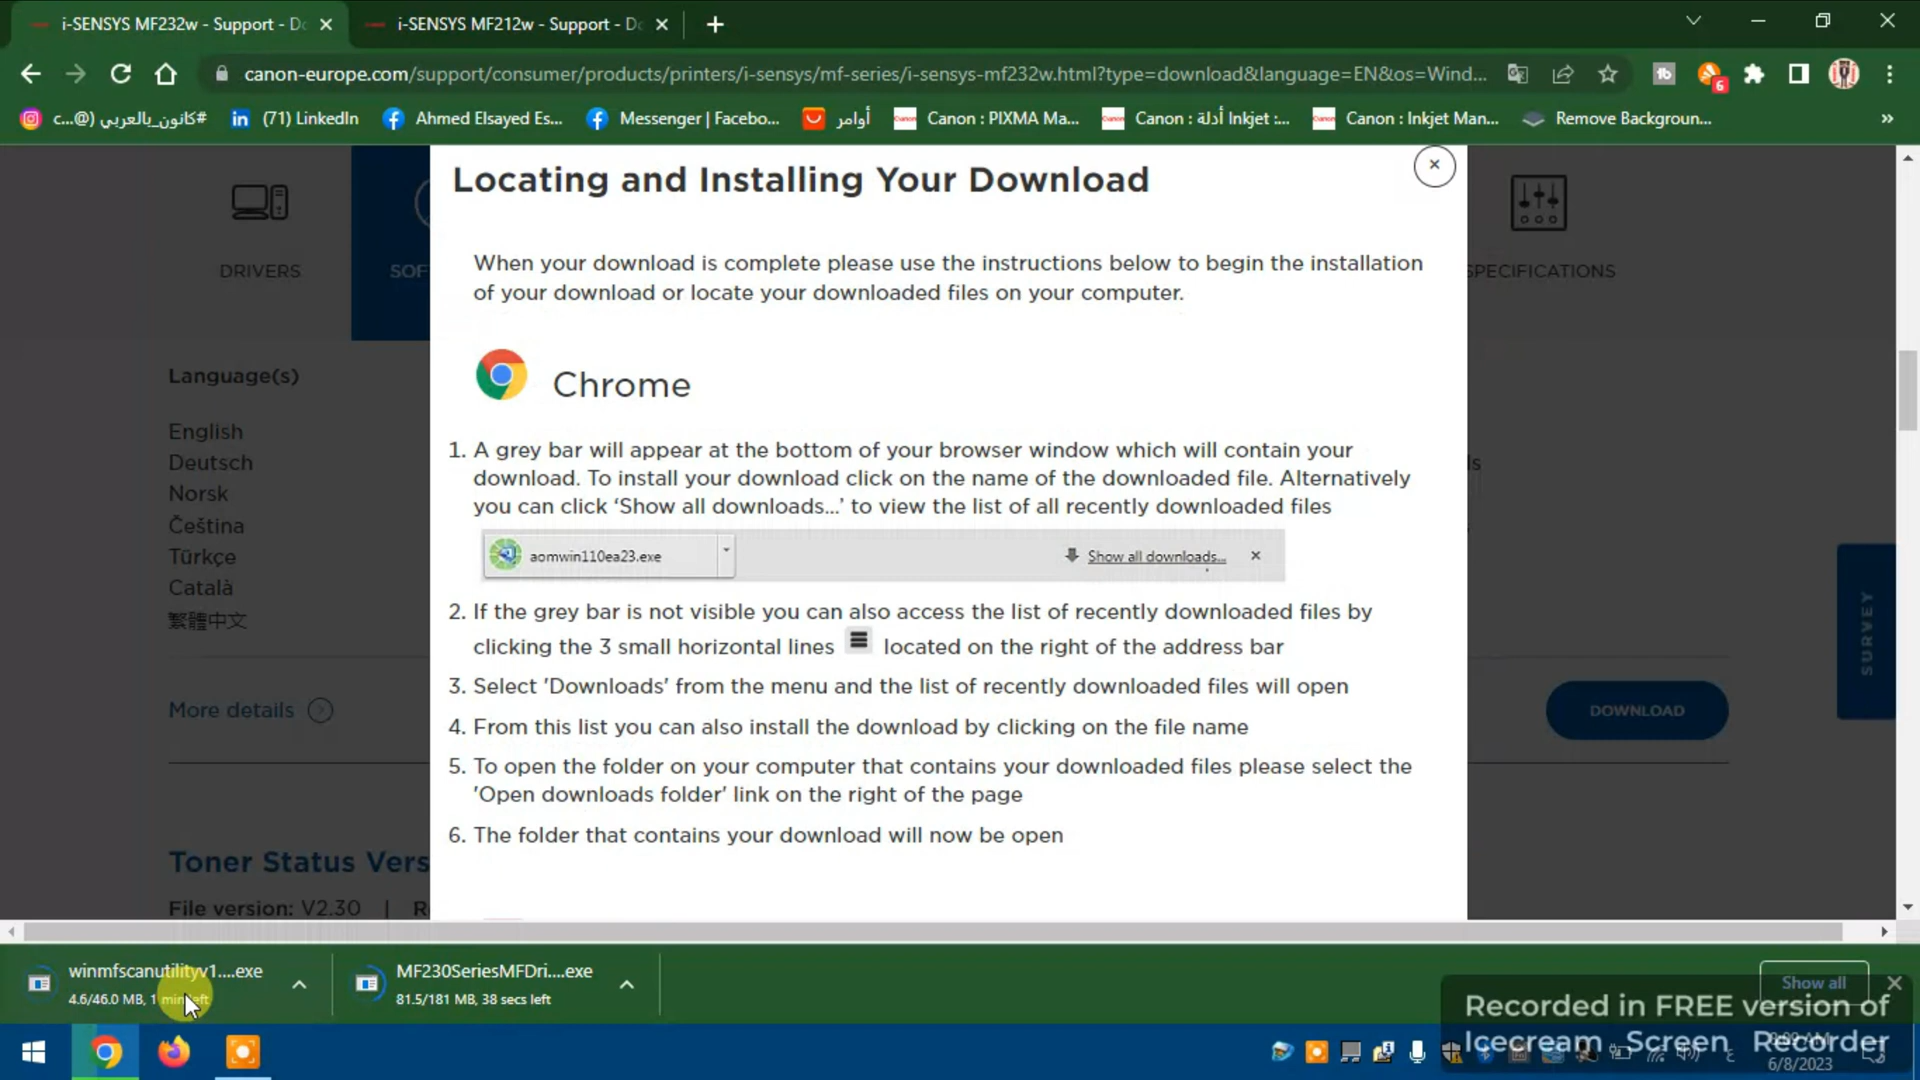 i-SENSYS MF232w - Support - Do
i-SENSYS MF212w - Support - Do
canon-europe.com/support/consumer/products/printers/i-sensys/mf-series/i-sensys-mf232w.html?type=download&language=EN&os=Wind...
6
#كانون_بالعربي (@c...
(71) LinkedIn
Ahmed Elsayed Es...
Messenger | Facebo...
أوامر
Canon : PIXMA Ma...
Canon : أدلة Inkjet :...
Canon : Inkjet Man...
Remove Backgroun...
»
Locating and Installing Your Download
DRIVERS
SOF
SPECIFICATIONS
When your download is complete please use the instructions below to begin the installation
of your download or locate your downloaded files on your computer.
Language(s)
Chrome
English
Deutsch
Norsk
Čeština
Türkçe
Català
繁體中文
1. A grey bar will appear at the bottom of your browser window which will contain your
download. To install your download click on the name of the downloaded file. Alternatively
you can click ‘Show all downloads...’ to view the list of all recently downloaded files
aomwin110ea23.exe
Show all downloads...
2. If the grey bar is not visible you can also access the list of recently downloaded files by
clicking the 3 small horizontal lines located on the right of the address bar
3. Select 'Downloads' from the menu and the list of recently downloaded files will open
4. From this list you can also install the download by clicking on the file name
5. To open the folder on your computer that contains your downloaded files please select the
'Open downloads folder' link on the right of the page
6. The folder that contains your download will now be open
More details
DOWNLOAD
SURVEY
Toner Status Vers
File version: V2.30 | R
winmfscanutilityv1....exe
4.6/46.0 MB, 1 min left
MF230SeriesMFDri....exe
81.5/181 MB, 38 secs left
Show all
Recorded in FREE version of
Icecream Screen Recorder
6/8/2023